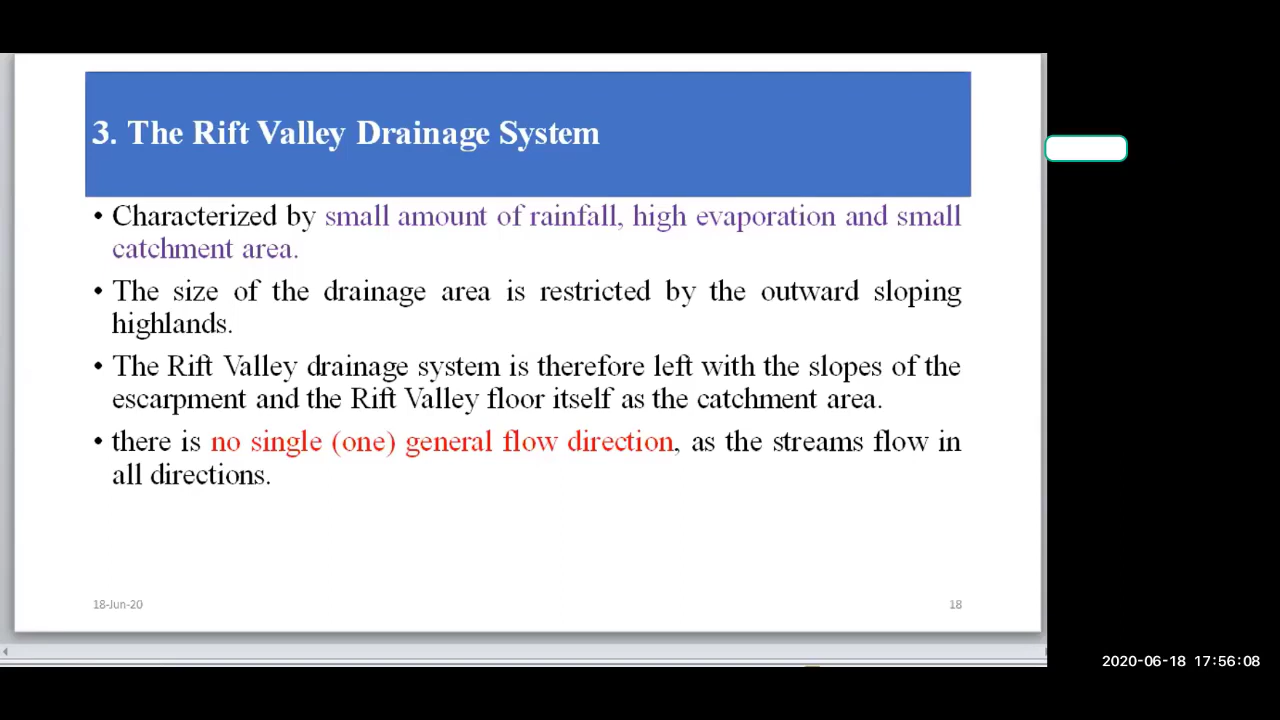 3. The Rift Valley Drainage System
• Characterized by small amount of rainfall, high evaporation and small
catchment area.
• The size of the drainage area is restricted by the outward sloping
highlands.
• The Rift Valley drainage system is therefore left with the slopes of the
escarpment and the Rift Valley floor itself as the catchment area.
• there is no single (one) general flow direction, as the streams flow in
all directions.
18-Jun-20
18
2020-06-18 17:56:08